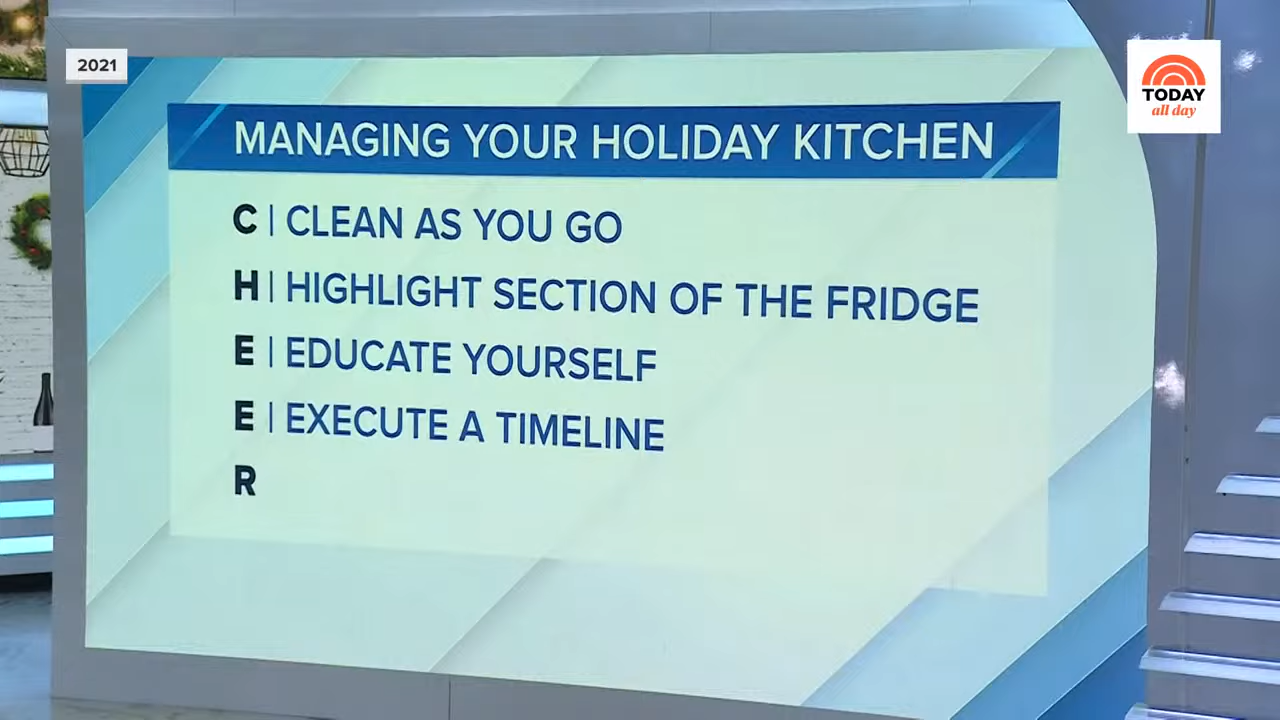 2021
TODAY
all day
MANAGING YOUR HOLIDAY KITCHEN
C | CLEAN AS YOU GO
H | HIGHLIGHT SECTION OF THE FRIDGE
E | EDUCATE YOURSELF
E | EXECUTE A TIMELINE
R